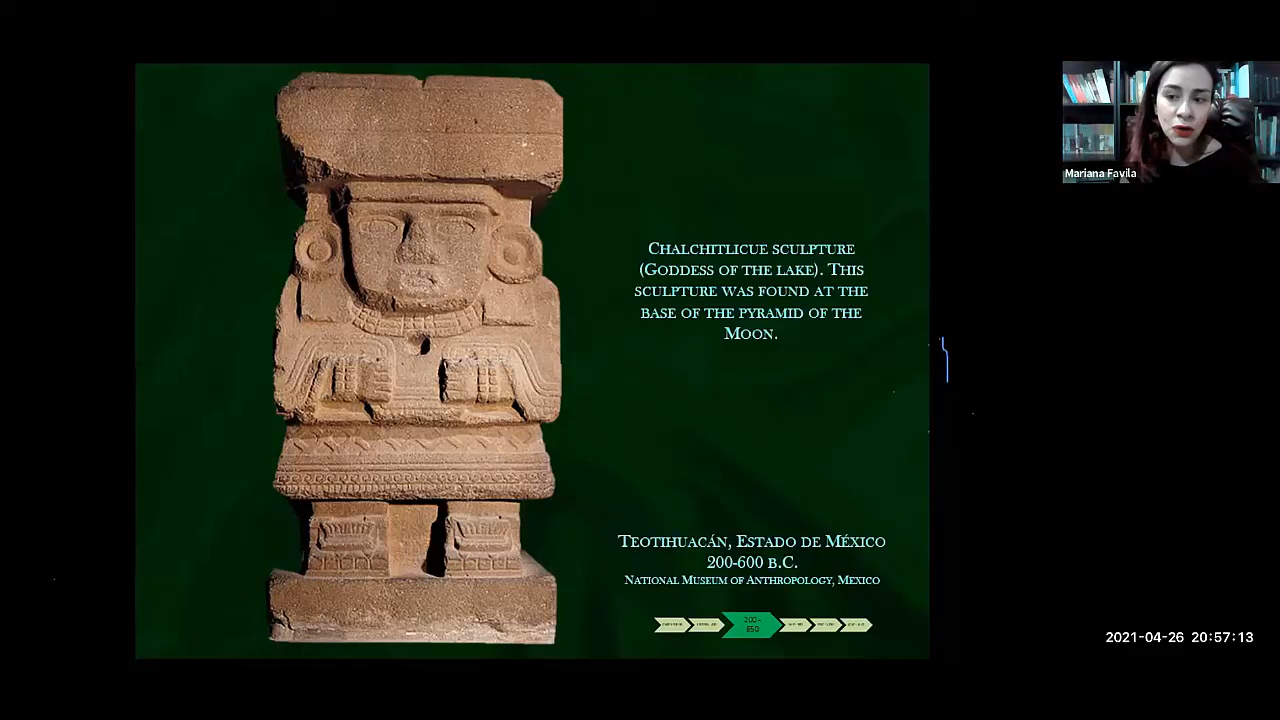 Mariana Favila
Chalchitlicue sculpture
(Goddess of the lake). This
sculpture was found at the
base of the pyramid of the
Moon.
Teotihuacán, Estado de México
200-600 b.C.
National Museum of Anthropology, Mexico
200-
650
2021-04-26 20:57:13